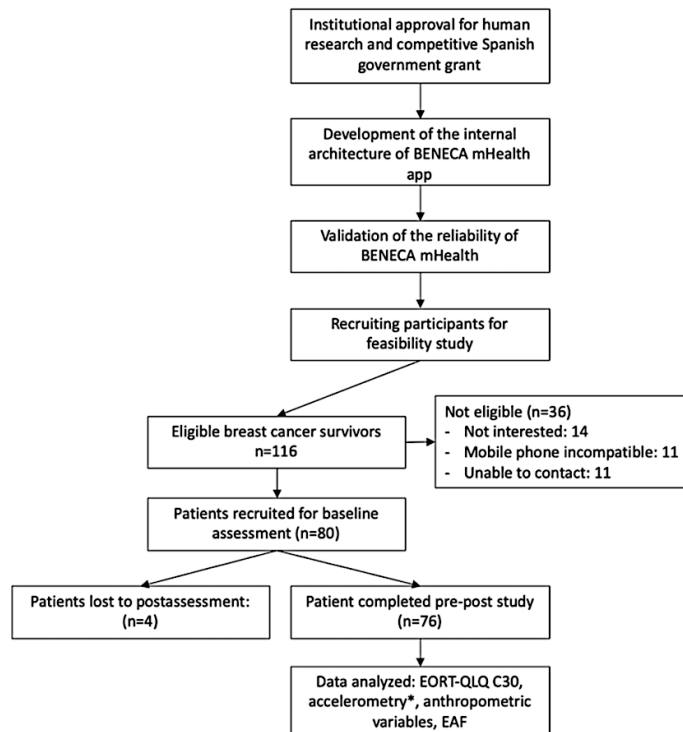 Institutional approval for human
research and competitive Spanish
government grant
Development of the internal
architecture of BENECA mHealth
app
Validation of the reliability of
BENECA mHealth
Recruiting participants for
feasibility study
Eligible breast cancer survivors
n=116
Not eligible (n=36)
- Not interested: 14
- Mobile phone incompatible: 11
- Unable to contact: 11
Patients recruited for baseline
assessment (n=80)
Patients lost to postassessment:
(n=4)
Patient completed pre-post study
(n=76)
Data analyzed: EORT-QLQ C30,
accelerometry*, anthropometric
variables, EAF